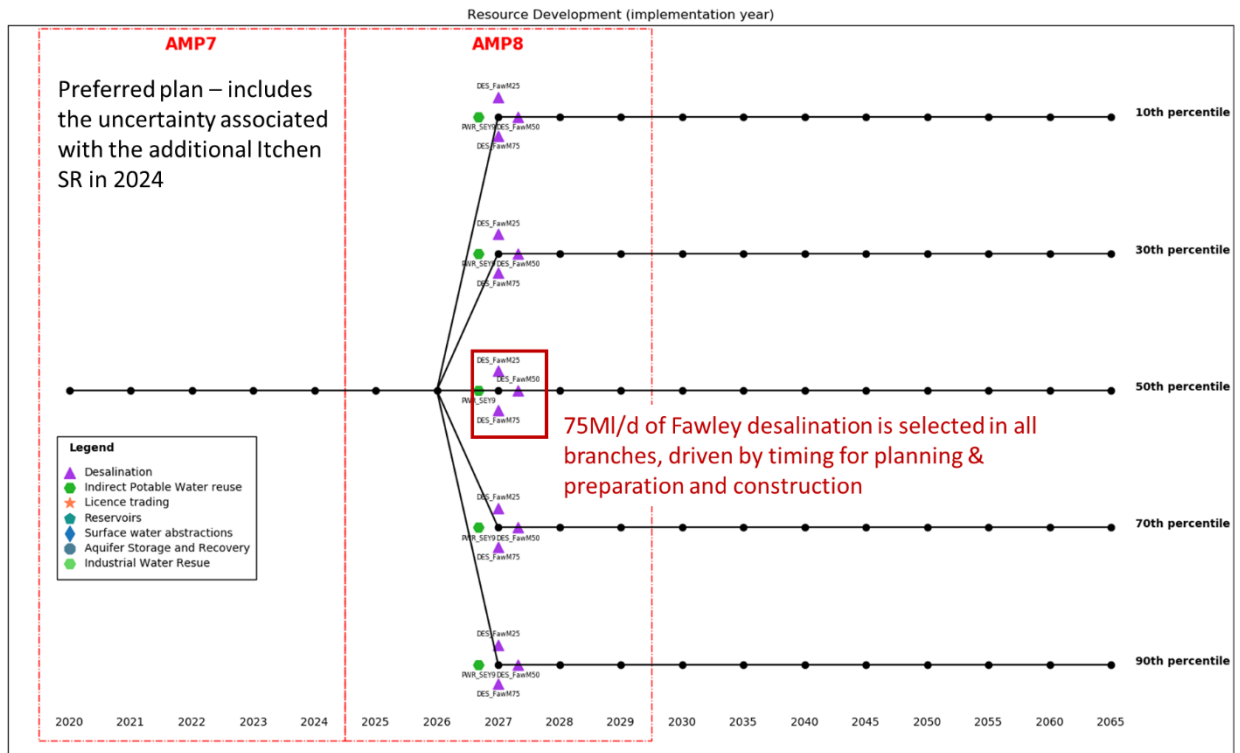 Resource Development (implementation year)
AMP7
AMP8
Preferred plan – includes
the uncertainty associated
with the additional Itchen
SR in 2024
DES_FawM25
PWR_SEY9
DES_FawM50
DES_FawM75
10th percentile
DES_FawM25
PWR_SEY9
DES_FawM50
DES_FawM75
30th percentile
DES_FawM25
DES_FawM50
PWR_SEY9
DES_FawM75
50th percentile
75Ml/d of Fawley desalination is selected in all
branches, driven by timing for planning &
preparation and construction
Legend
Desalination
Indirect Potable Water reuse
Licence trading
Reservoirs
Surface water abstractions
Aquifer Storage and Recovery
Industrial Water Resue
DES_FawM25
PWR_SEY9
DES_FawM50
DES_FawM75
70th percentile
DES_FawM25
PWR_SEY9
DES_FawM50
DES_FawM75
90th percentile
2020 2021 2022 2023 2024 2025 2026 2027 2028 2029 2030 2035 2040 2045 2050 2055 2060 2065